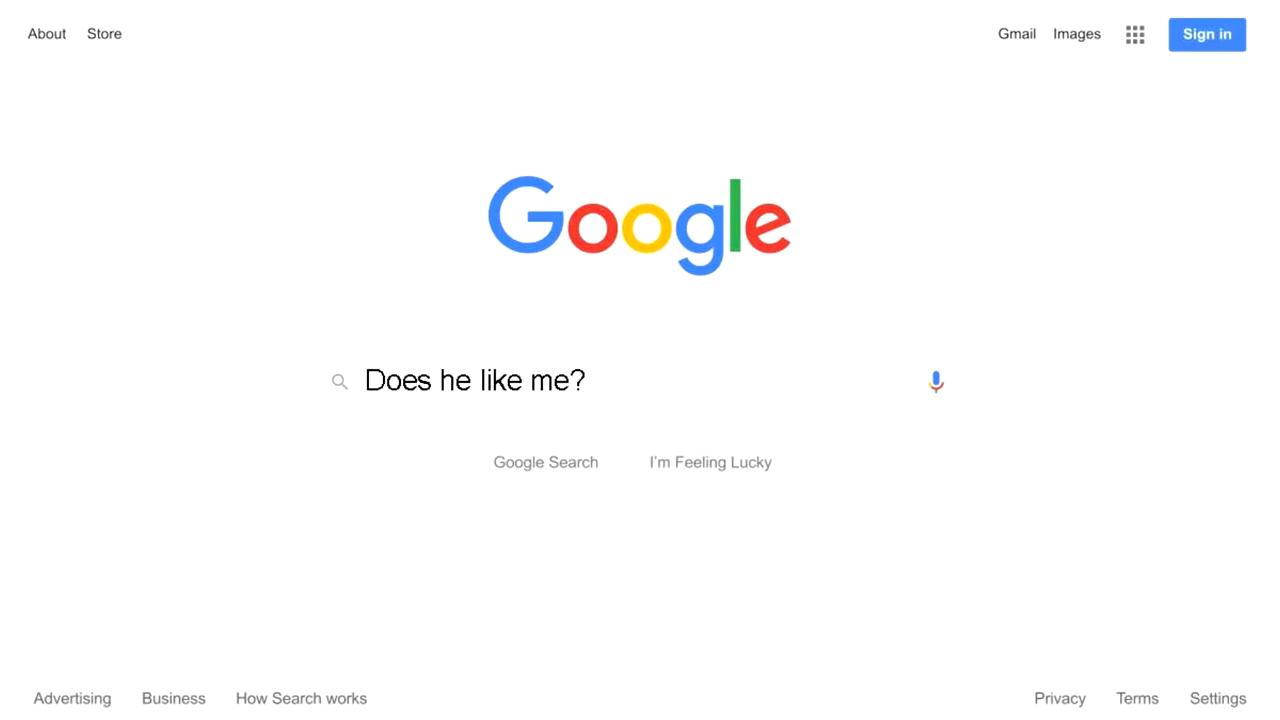 About Store Gmail Images Sign in
Google
Does he like me?
Google Search I'm Feeling Lucky
Advertising Business How Search works Privacy Terms Settings